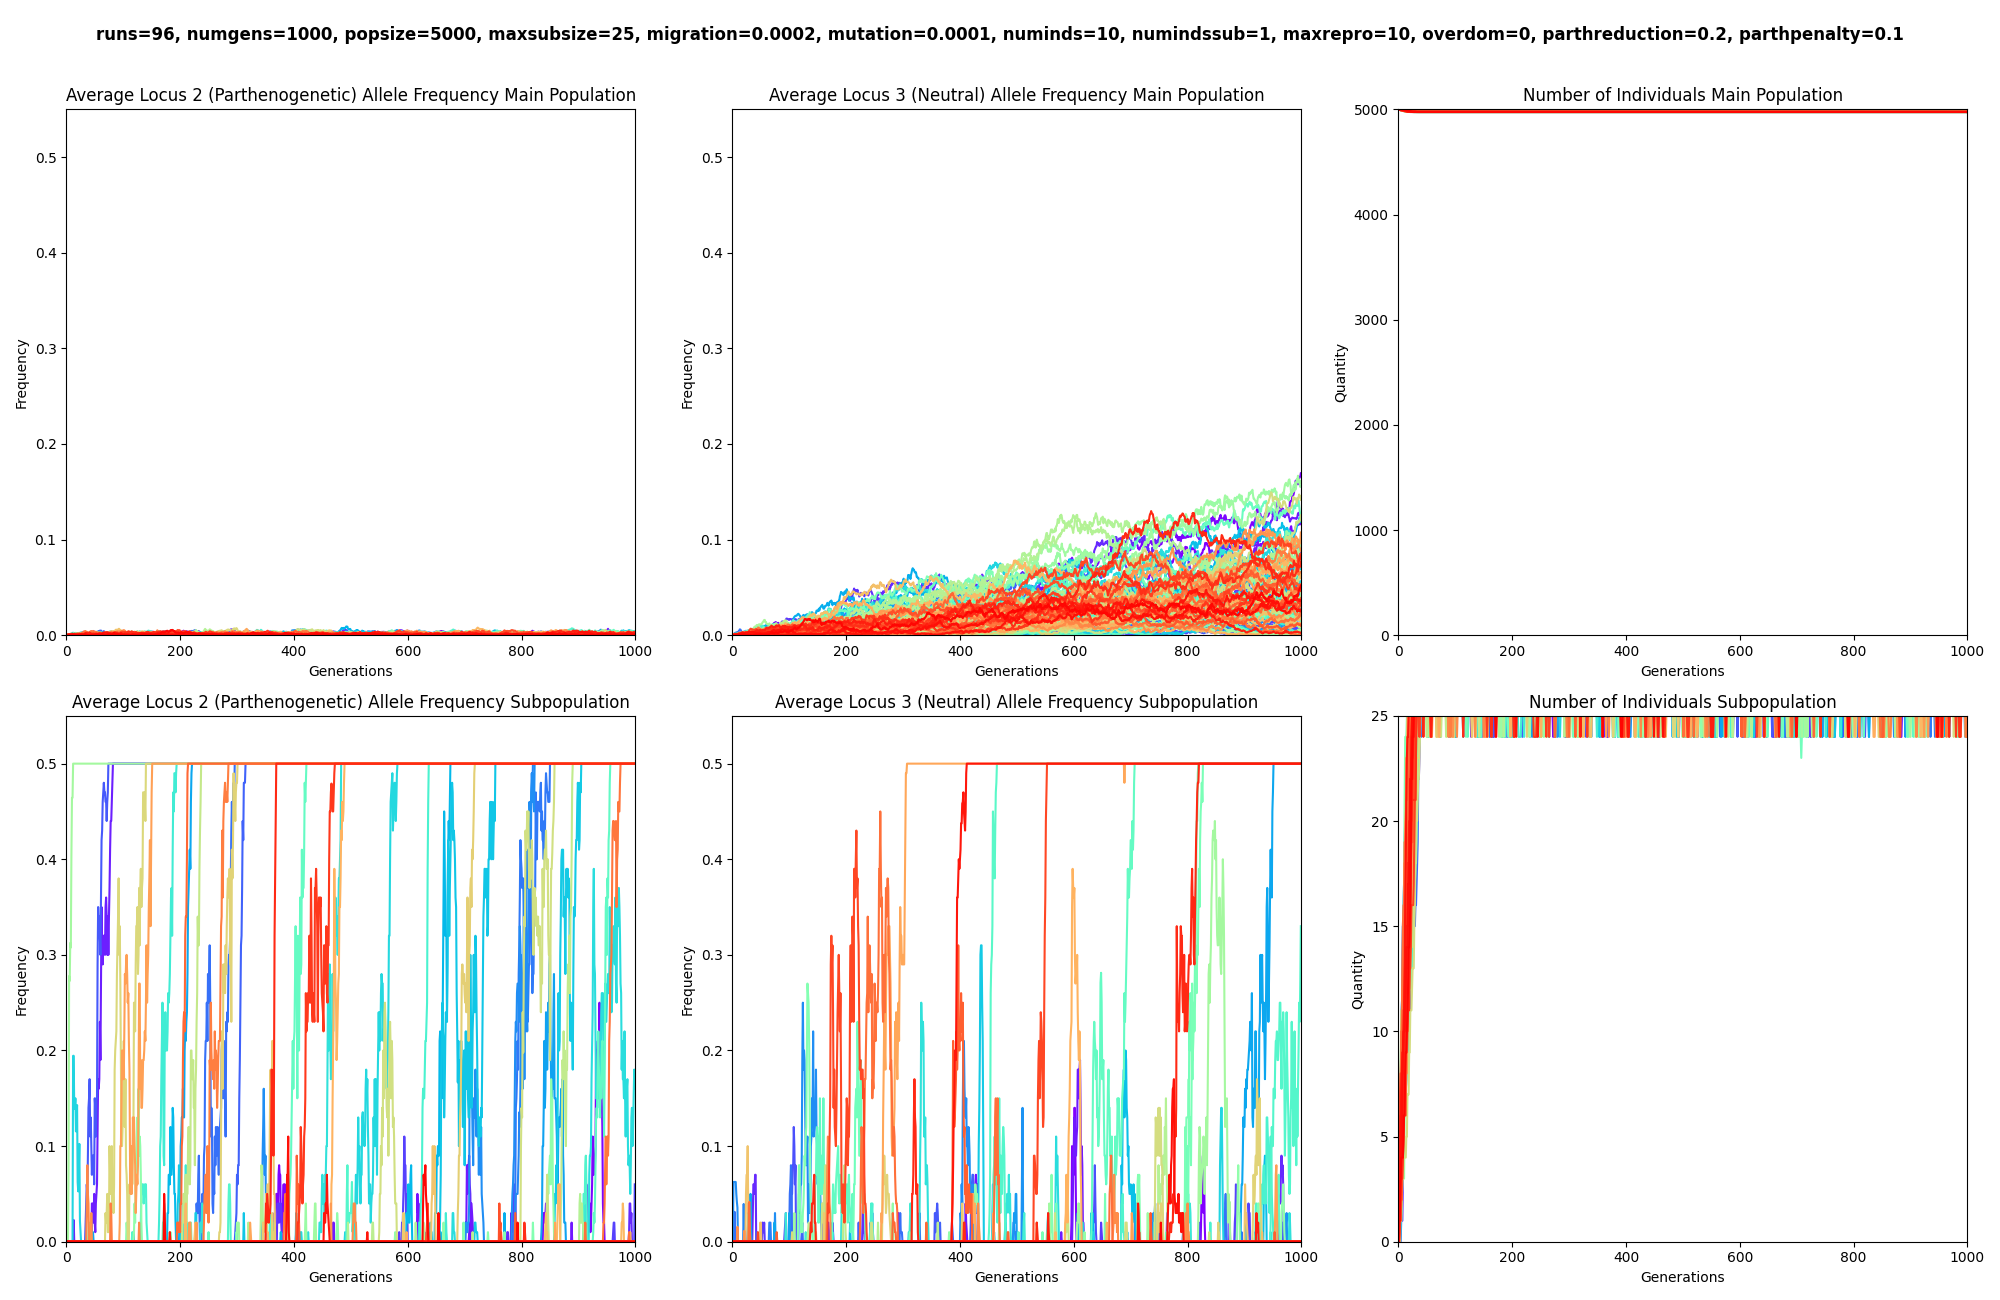 runs=96, numgens=1000, popsize=5000, maxsubsize=25, migration=0.0002, mutation=0.0001, numinds=10, numindssub=1, maxrepro=10, overdom=0, parthreduction=0.2, parthpenalty=0.1
Average Locus 2 (Parthenogenetic) Allele Frequency Main Population
0.5
0.4
0.3
0.2
0.1
0.0
Frequency
0 200 400 600 800 1000
Generations
Average Locus 3 (Neutral) Allele Frequency Main Population
0.5
0.4
0.3
0.2
0.1
0.0
Frequency
0 200 400 600 800 1000
Generations
Number of Individuals Main Population
5000
4000
3000
2000
1000
0
Quantity
0 200 400 600 800 1000
Generations
Average Locus 2 (Parthenogenetic) Allele Frequency Subpopulation
0.5
0.4
0.3
0.2
0.1
0.0
Frequency
0 200 400 600 800 1000
Generations
Average Locus 3 (Neutral) Allele Frequency Subpopulation
0.5
0.4
0.3
0.2
0.1
0.0
Frequency
0 200 400 600 800 1000
Generations
Number of Individuals Subpopulation
25
20
15
10
5
0
Quantity
0 200 400 600 800 1000
Generations